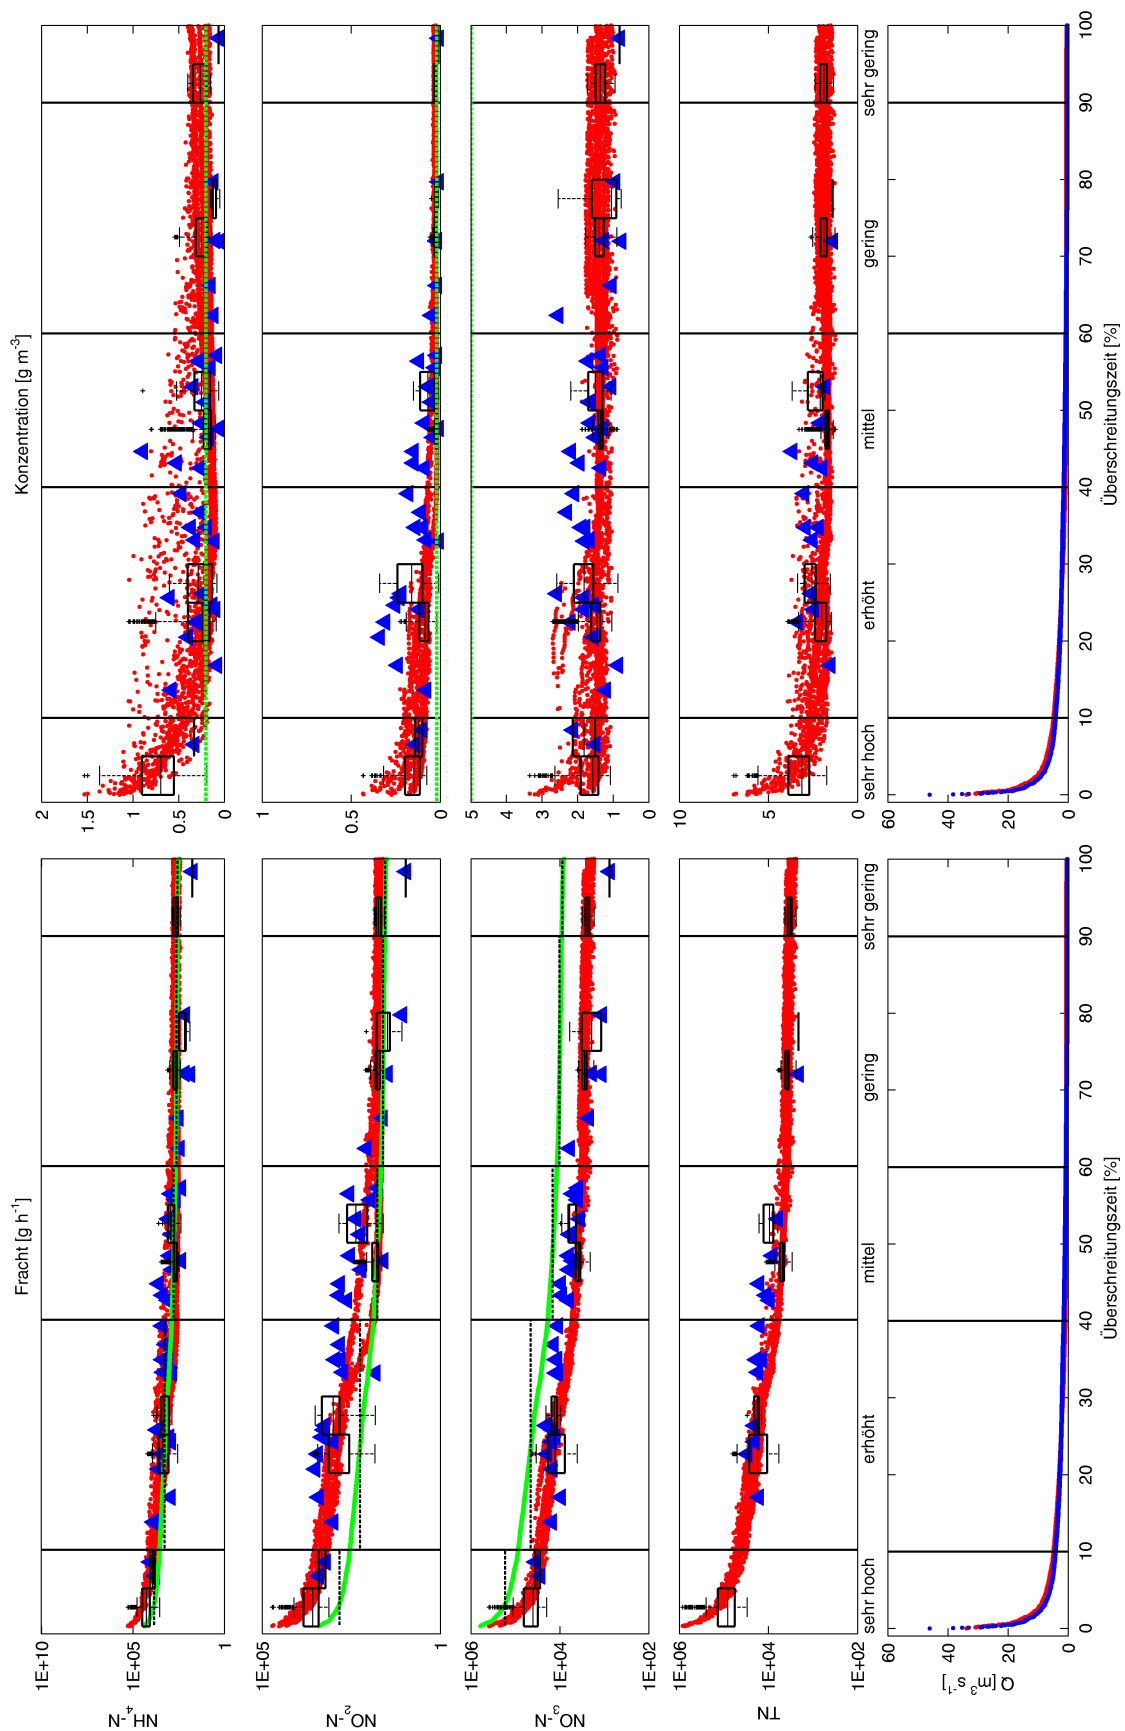 Fracht [g h⁻¹]
Konzentration [g m⁻³]
NH₄-N
1E+10
1E+05
1
2
1.5
1
0.5
0
NO₂-N
1E+05
1
1
0.5
0
NO₃-N
1E+06
1E+04
1E+02
5
4
3
2
1
0
TN
1E+06
1E+04
1E+02
10
5
0
sehr hoch erhöht mittel gering sehr gering
sehr hoch erhöht mittel gering sehr gering
Q [m³ s⁻¹]
60
40
20
0
60
40
20
0
0 10 20 30 40 50 60 70 80 90 100
0 10 20 30 40 50 60 70 80 90 100
Überschreitungszeit [%]
Überschreitungszeit [%]